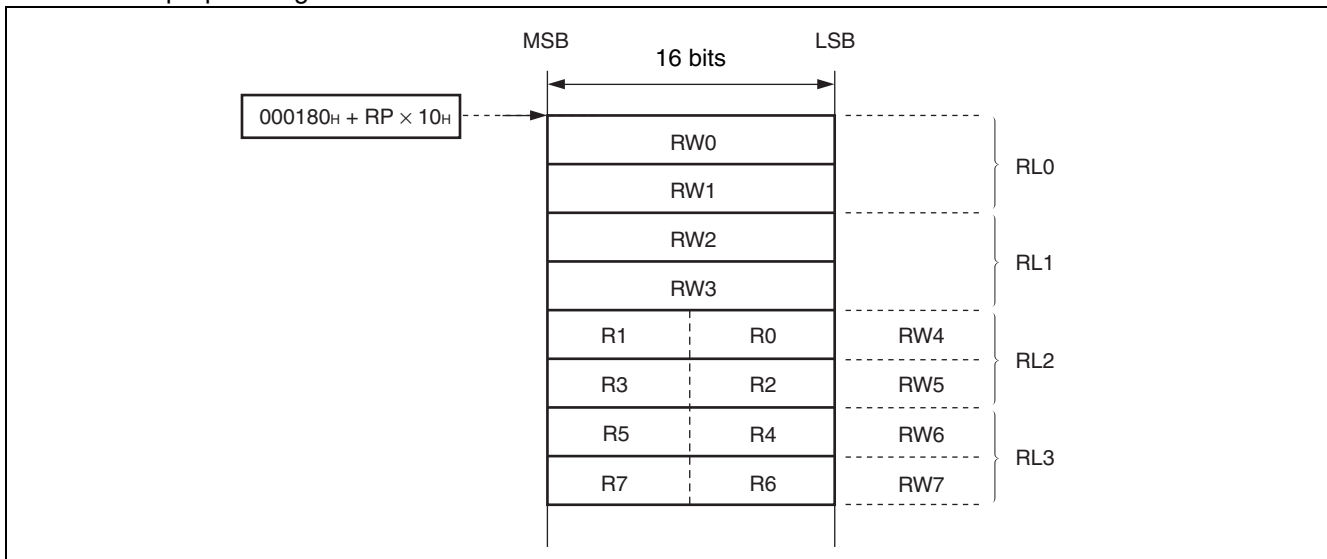 MSB LSB
16 bits
000180H + RP × 10H
RW0
RL0
RW1
RW2
RL1
RW3
R1 R0 RW4
RL2
R3 R2 RW5
R5 R4 RW6
RL3
R7 R6 RW7